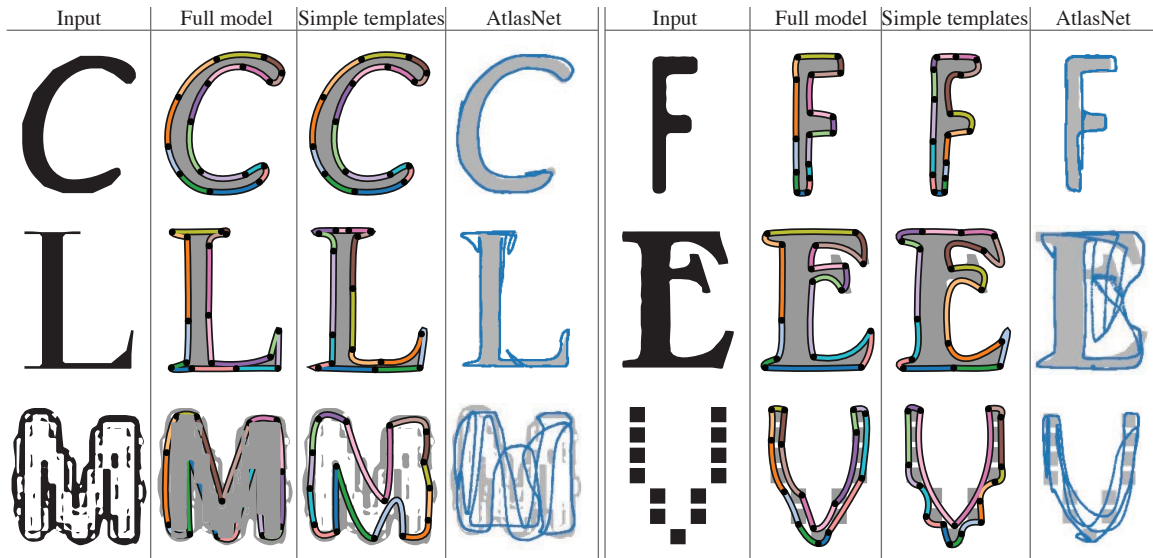 Input Full model Simple templates AtlasNet Input Full model Simple templates AtlasNet
C C C C F F F F
L L L L E E E E
M M M M V V V V